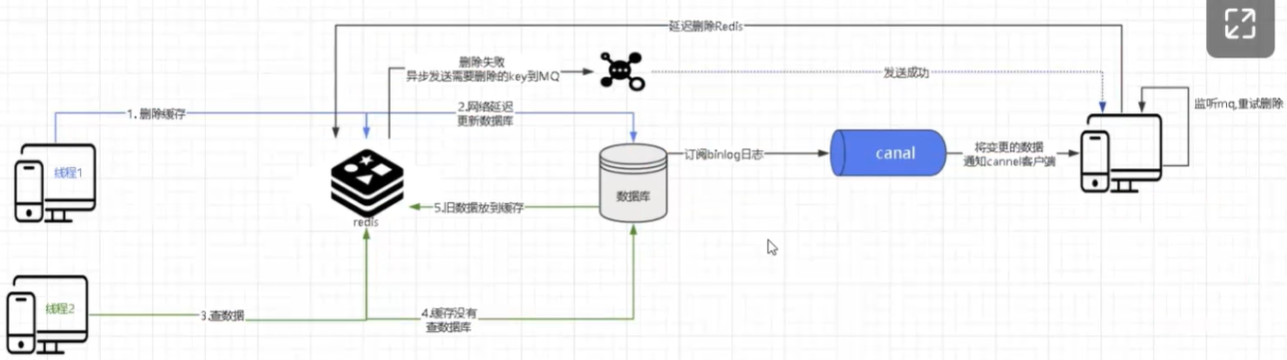 延迟删除Redis
删除失败
异步发送需要删除的key到MQ
发送成功
1. 删除缓存
2.网络延迟
更新数据库
监听mq,重试删除
线程1
redis
数据库
订阅binlog日志
canal
将变更的数据
通知cannel客户端
5.旧数据放到缓存
线程2
3.查数据
4.缓存没有
查数据库